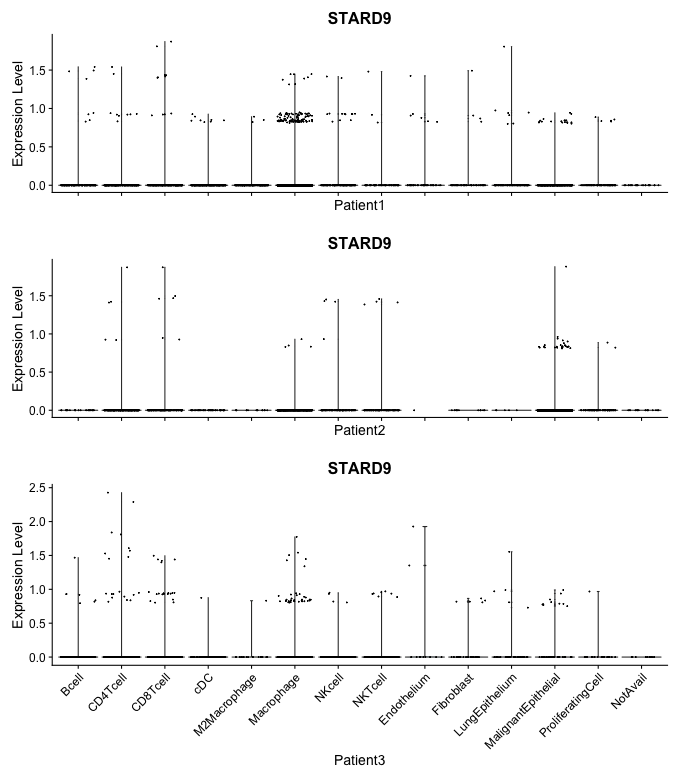 STARD9
Expression Level
1.5
1.0
0.5
0.0
Patient1
STARD9
Expression Level
1.5
1.0
0.5
0.0
Patient2
STARD9
Expression Level
2.5
2.0
1.5
1.0
0.5
0.0
Bcell
CD4Tcell
CD8Tcell
cDC
M2Macrophage
Macrophage
NKcell
NKTcell
Endothelium
Fibroblast
LungEpithelium
MalignantEpithelial
ProliferatingCell
NotAvail
Patient3